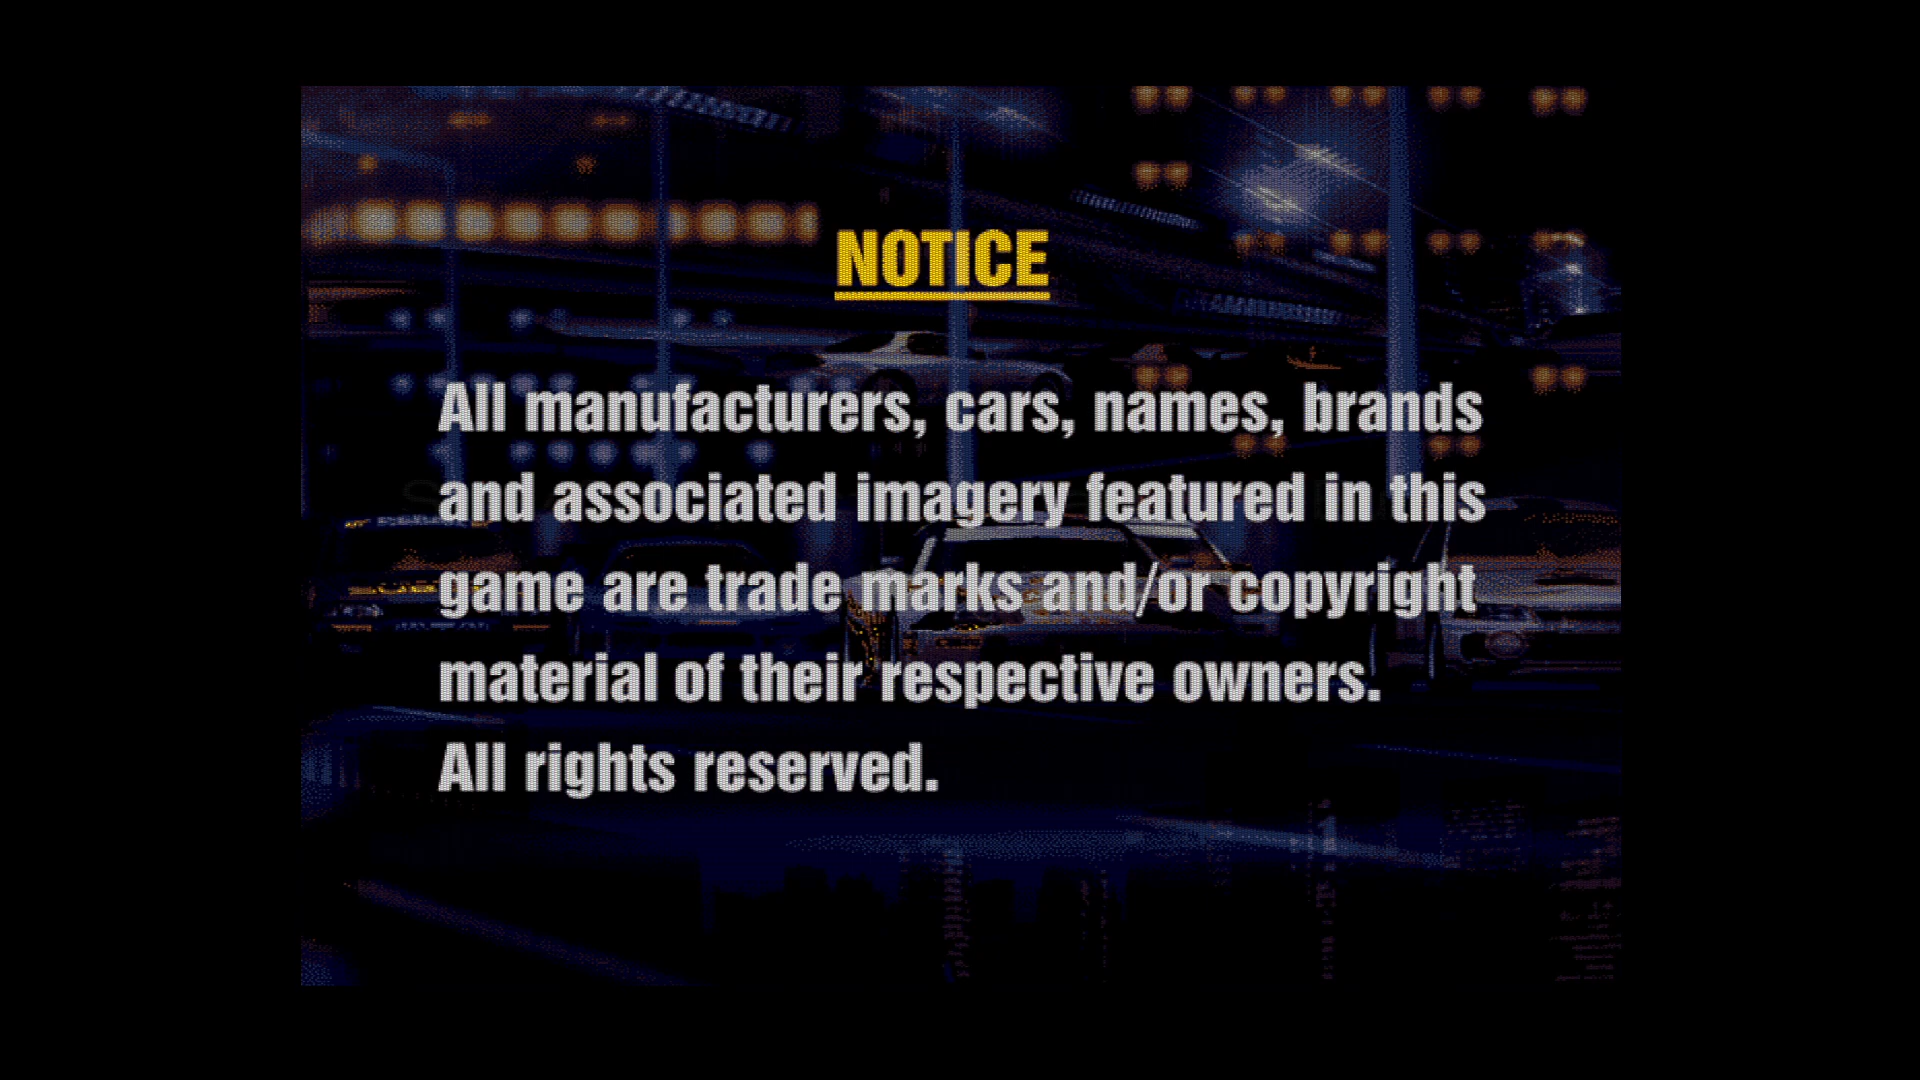 NOTICE
All manufacturers, cars, names, brands
and associated imagery featured in this
game are trade marks and/or copyright
material of their respective owners.
All rights reserved.